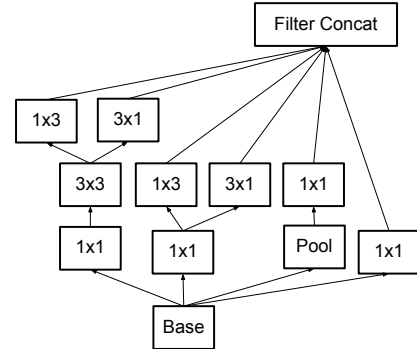 Filter Concat
1x3 3x1
3x3 1x3 3x1 1x1
1x1 1x1 Pool 1x1
Base